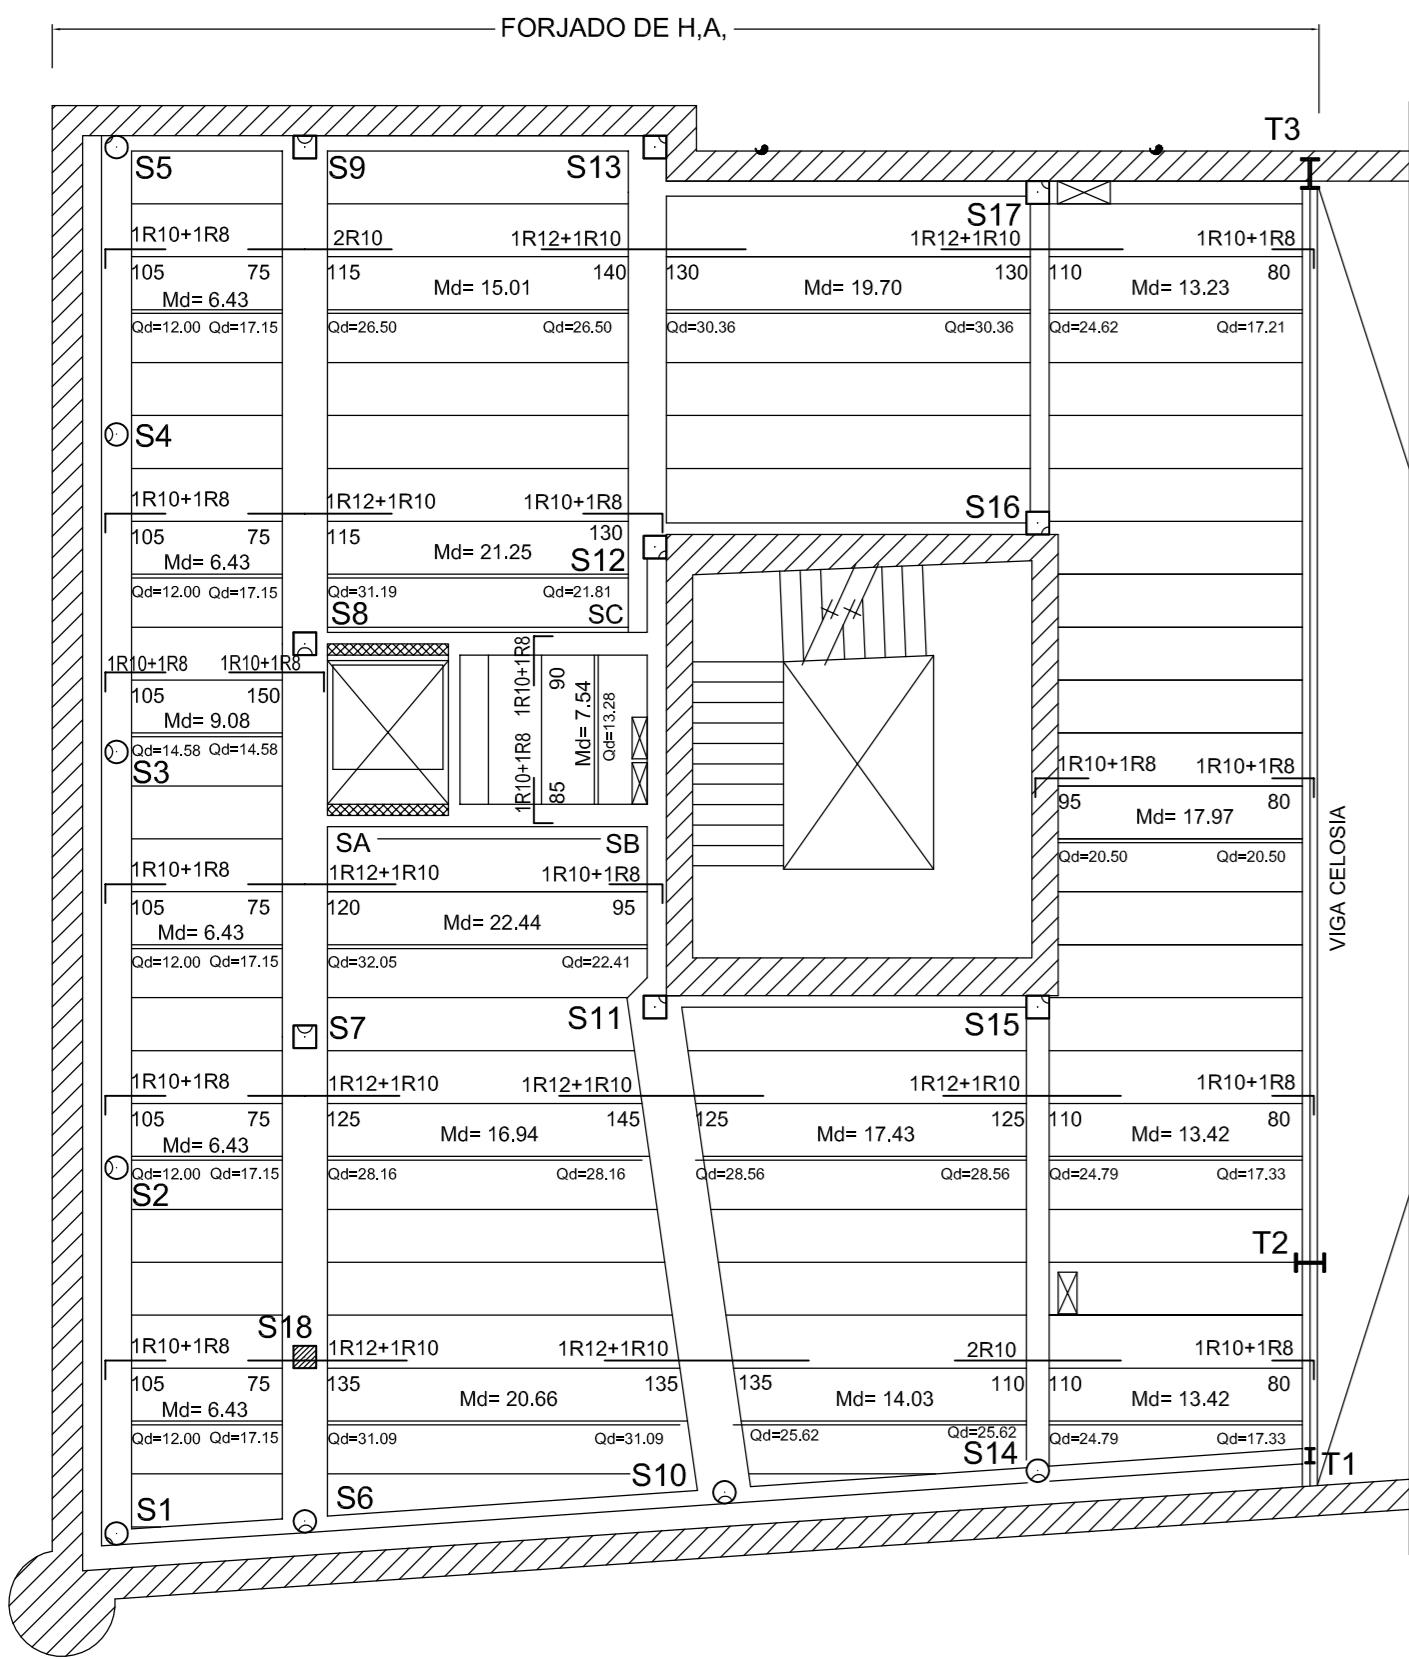 FORJADO DE H,A,
T3
S5 S9 S13
S17
1R10+1R8 2R10 1R12+1R10 1R12+1R10 1R10+1R8
105 75 115 140 130 130 110 80
Md= 6.43 Md= 15.01 Md= 19.70 Md= 13.23
Qd=12.00 Qd=17.15 Qd=26.50 Qd=26.50 Qd=30.36 Qd=30.36 Qd=24.62 Qd=17.21
S4
1R10+1R8 1R12+1R10 1R10+1R8 S16
105 75 115 130
Md= 6.43 Md= 21.25 S12
Qd=12.00 Qd=17.15 Qd=31.19 Qd=21.81
S8 SC
1R10+1R8 1R10+1R8 1R10+1R8
105 150 90
Md= 9.08 Md= 7.54
Qd=14.58 Qd=14.58 Qd=13.28
S3 1R10+1R8 85
1R10+1R8 1R10+1R8
95 80
Md= 17.97
Qd=20.50 Qd=20.50
VIGA CELOSIA
SA SB
1R10+1R8 1R12+1R10 1R10+1R8
105 75 120 95
Md= 6.43 Md= 22.44
Qd=12.00 Qd=17.15 Qd=32.05 Qd=22.41
S7 S11 S15
1R10+1R8 1R12+1R10 1R12+1R10 1R12+1R10 1R10+1R8
105 75 125 145 125 125 110 80
Md= 6.43 Md= 16.94 Md= 17.43 Md= 13.42
Qd=12.00 Qd=17.15 Qd=28.16 Qd=28.16 Qd=28.56 Qd=28.56 Qd=24.79 Qd=17.33
S2
T2
S18
1R10+1R8 1R12+1R10 1R12+1R10 2R10 1R10+1R8
105 75 135 135 135 110 110 80
Md= 6.43 Md= 20.66 Md= 14.03 Md= 13.42
Qd=12.00 Qd=17.15 Qd=31.09 Qd=31.09 Qd=25.62 Qd=25.62 Qd=24.79 Qd=17.33
S1 S6 S10 S14 T1